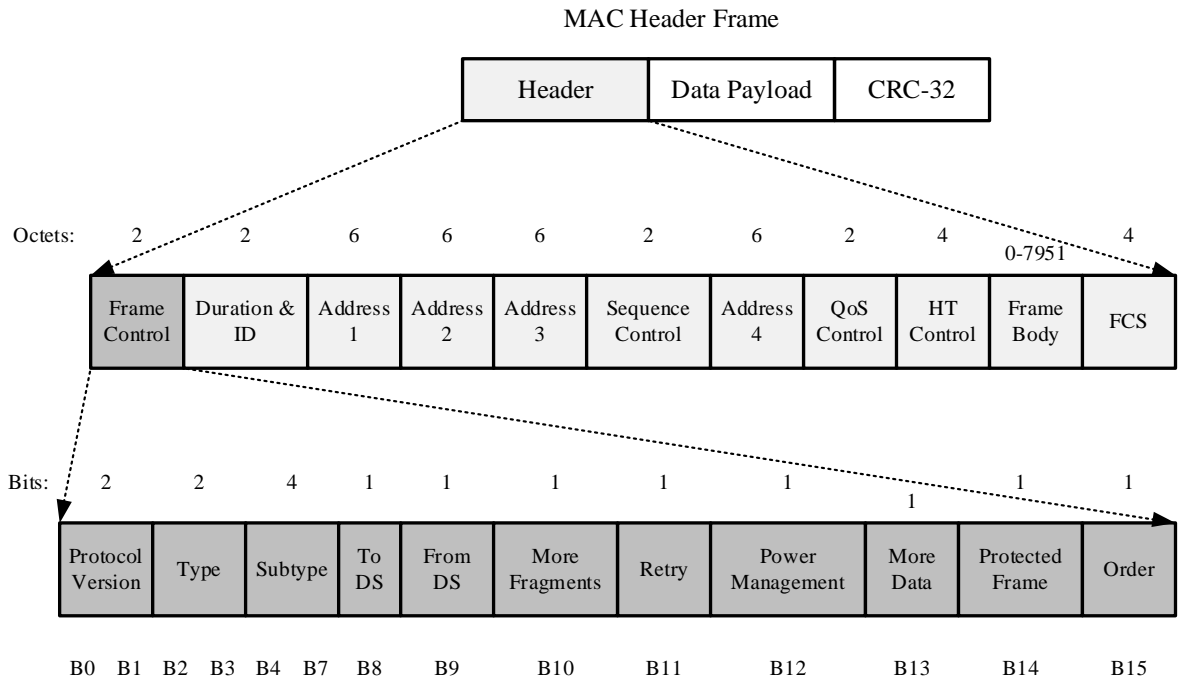 MAC Header Frame
Header Data Payload CRC-32
Octets: 2 2 6 6 6 2 6 2 4 0-7951 4
Frame Control
Duration & ID
Address 1
Address 2
Address 3
Sequence Control
Address 4
QoS Control
HT Control
Frame Body
FCS
Bits: 2 2 4 1 1 1 1 1 1 1 1
Protocol Version
Type
Subtype
To DS
From DS
More Fragments
Retry
Power Management
More Data
Protected Frame
Order
B0 B1 B2 B3 B4 B7 B8 B9 B10 B11 B12 B13 B14 B15